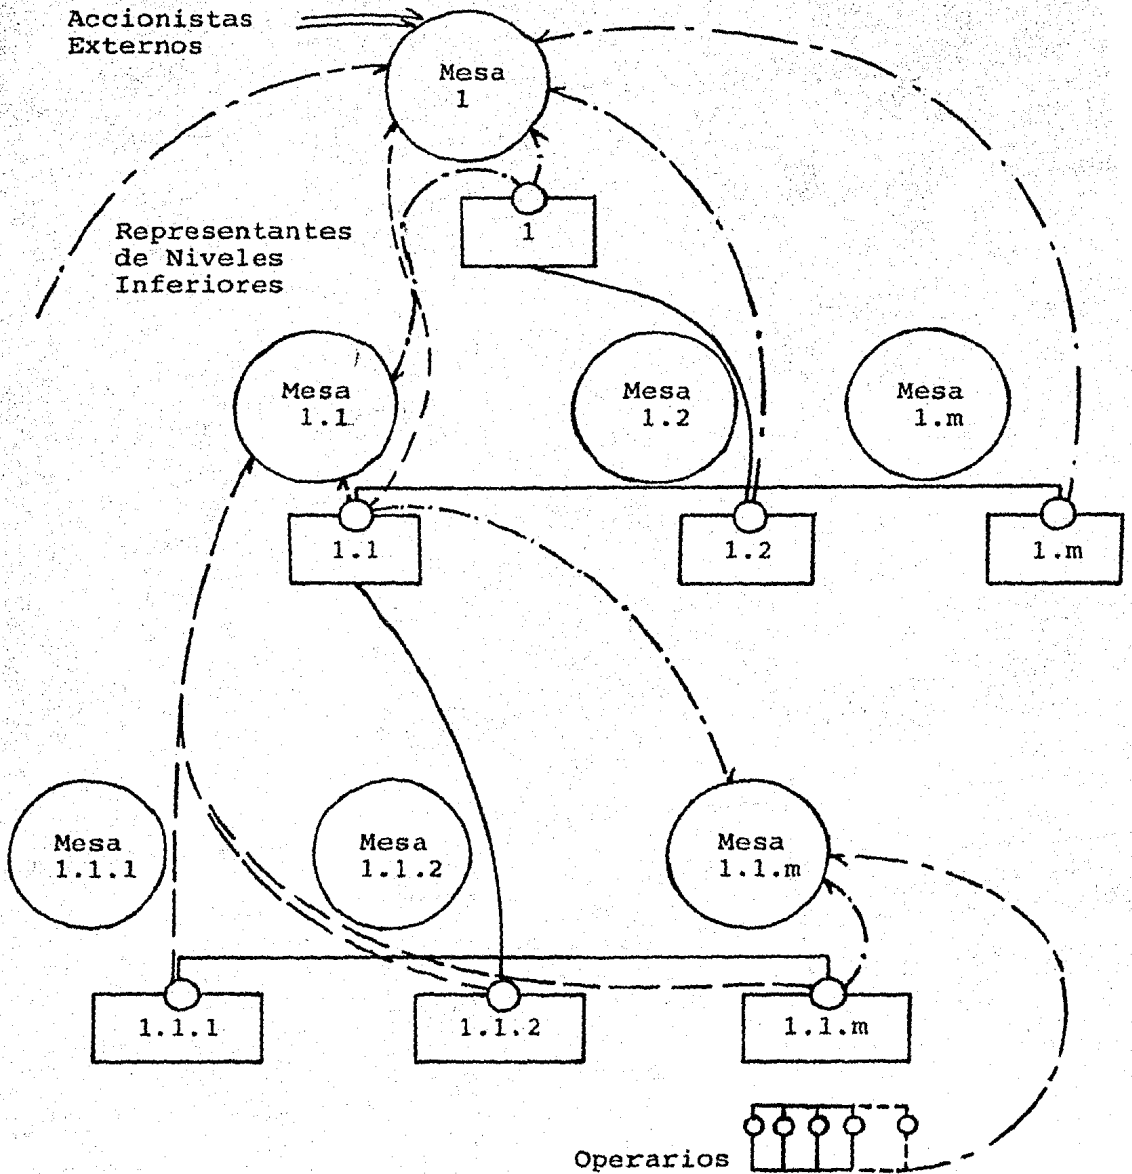 Accionistas
Externos
Mesa
1
1
Representantes
de Niveles
Inferiores
Mesa
1.1
Mesa
1.2
Mesa
1.m
1.1
1.2
1.m
Mesa
1.1.1
Mesa
1.1.2
Mesa
1.1.m
1.1.1
1.1.2
1.1.m
Operarios